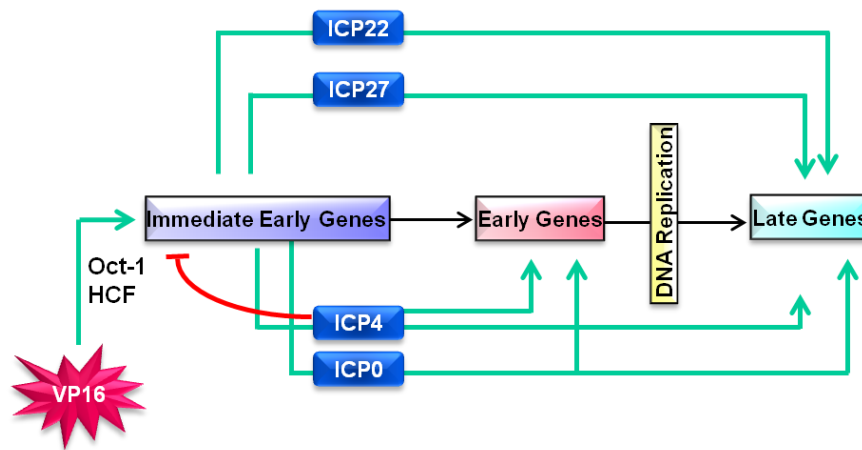 ICP22
ICP27
DNA Replication
Immediate Early Genes
Early Genes
Late Genes
Oct-1
HCF
ICP4
ICP0
VP16